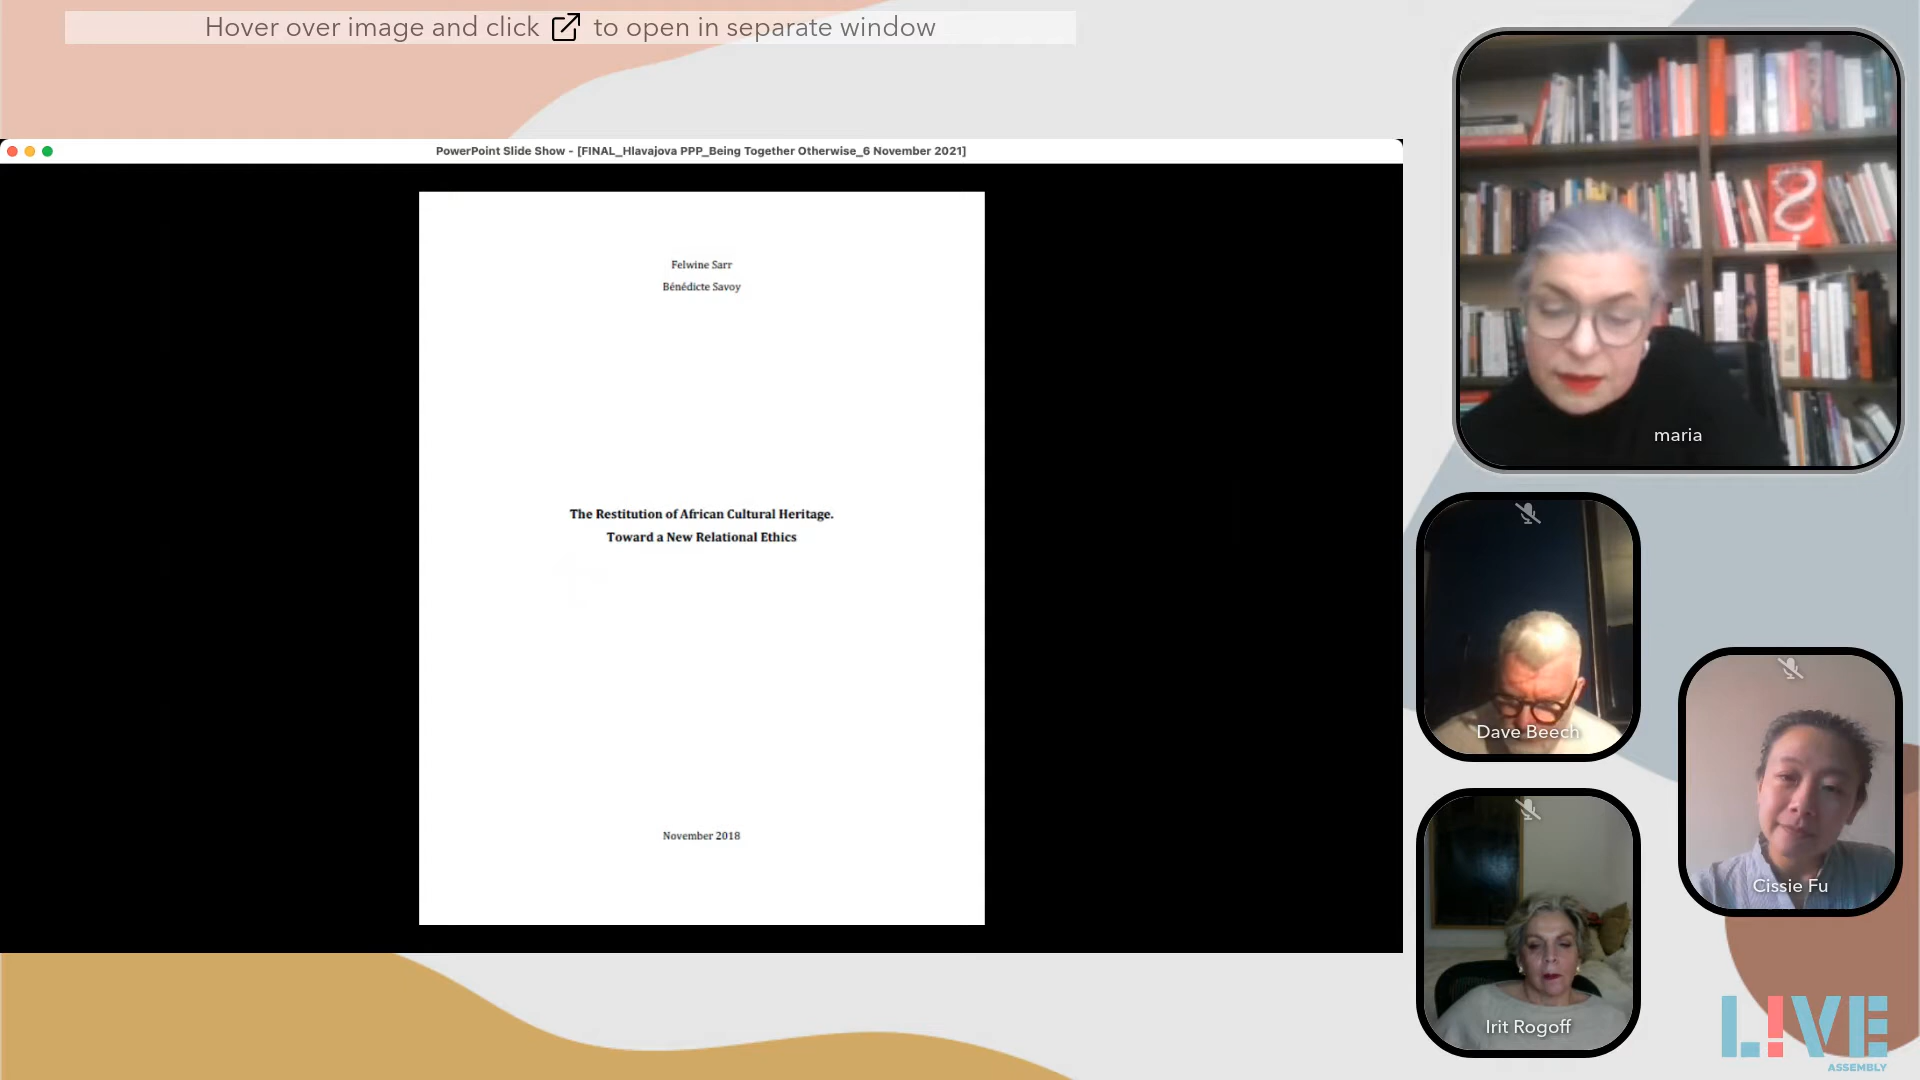 Hover over image and click to open in separate window
PowerPoint Slide Show - [FINAL_Hlavajova PPP_Being Together Otherwise_6 November 2021]
Felwine Sarr
Bénédicte Savoy
The Restitution of African Cultural Heritage.
Toward a New Relational Ethics
November 2018
maria
Dave Beech
Cissie Fu
Irit Rogoff
L!VE
ASSEMBLY